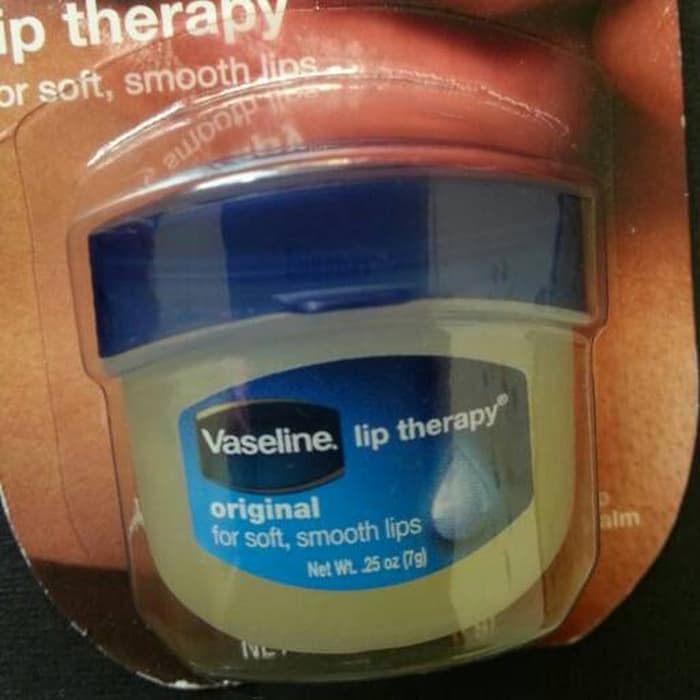 ip therapy
or soft, smooth lips
Vaseline. lip therapy®
original
for soft, smooth lips
Net Wt. .25 oz (7g)
alm